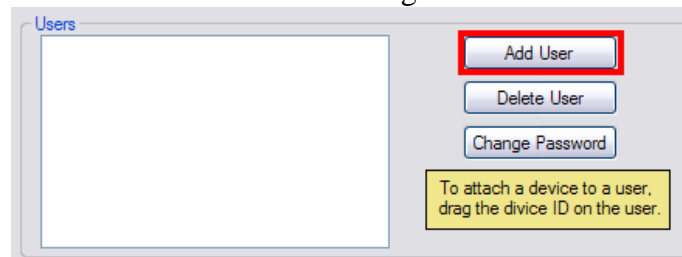 Users
Add User
Delete User
Change Password
To attach a device to a user,
drag the divice ID on the user.